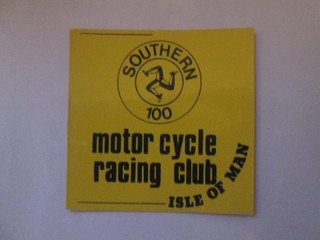 SOUTHERN
100
motor cycle
racing club
ISLE OF MAN